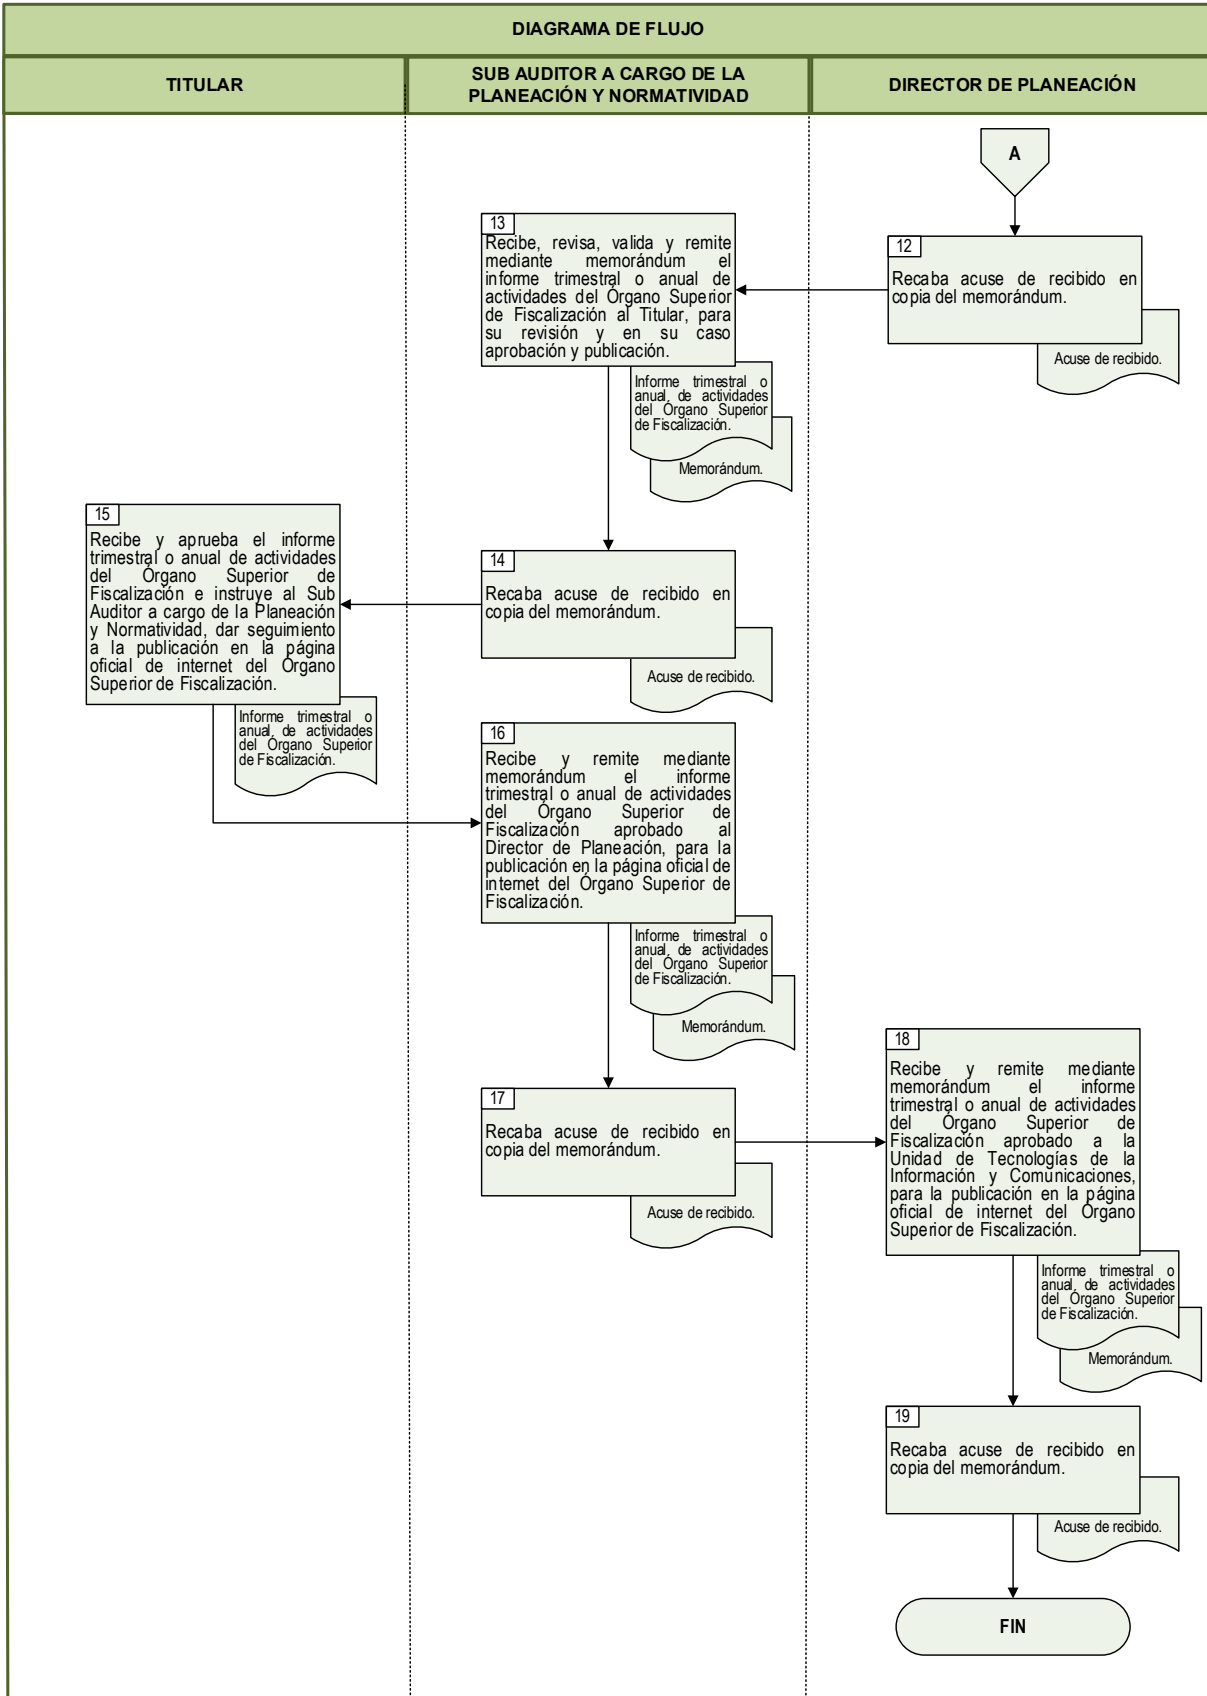 DIAGRAMA DE FLUJO
TITULAR
SUB AUDITOR A CARGO DE LA
PLANEACIÓN Y NORMATIVIDAD
DIRECTOR DE PLANEACIÓN
A
12
Recaba acuse de recibido en
copia del memorándum.
Acuse de recibido.
13
Recibe, revisa, valida y remite
mediante memorándum el
informe trimestral o anual de
actividades del Órgano Superior
de Fiscalización al Titular, para
su revisión y en su caso
aprobación y publicación.
Informe trimestral o
anual de actividades
del Órgano Superior
de Fiscalización.
Memorándum.
14
Recaba acuse de recibido en
copia del memorándum.
Acuse de recibido.
15
Recibe y aprueba el informe
trimestral o anual de actividades
del Órgano Superior de
Fiscalización e instruye al Sub
Auditor a cargo de la Planeación
y Normatividad, dar seguimiento
a la publicación en la página
oficial de internet del Órgano
Superior de Fiscalización.
Informe trimestral o
anual de actividades
del Órgano Superior
de Fiscalización.
16
Recibe y remite mediante
memorándum el informe
trimestral o anual de actividades
del Órgano Superior de
Fiscalización aprobado al
Director de Planeación, para la
publicación en la página oficial de
internet del Órgano Superior de
Fiscalización.
Informe trimestral o
anual de actividades
del Órgano Superior
de Fiscalización.
Memorándum.
17
Recaba acuse de recibido en
copia del memorándum.
Acuse de recibido.
18
Recibe y remite mediante
memorándum el informe
trimestral o anual de actividades
del Órgano Superior de
Fiscalización aprobado a la
Unidad de Tecnologías de la
Información y Comunicaciones,
para la publicación en la página
oficial de internet del Órgano
Superior de Fiscalización.
Informe trimestral o
anual de actividades
del Órgano Superior
de Fiscalización.
Memorándum.
19
Recaba acuse de recibido en
copia del memorándum.
Acuse de recibido.
FIN